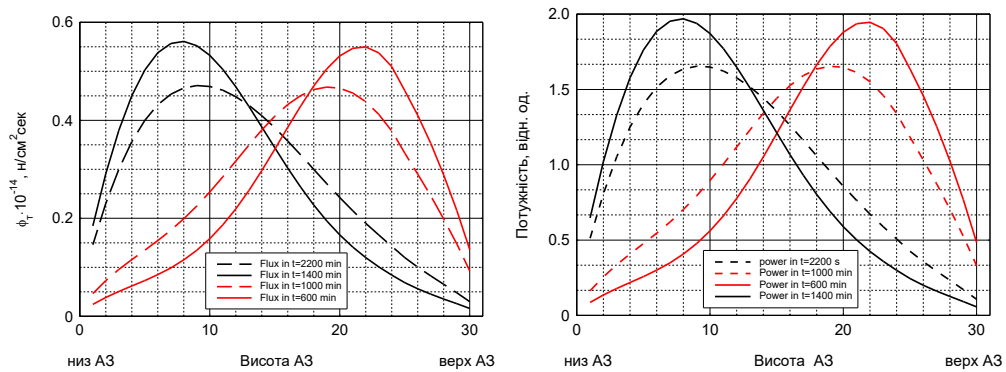 ϕт·10⁻¹⁴, н/см²сек
0.6
0.4
0.2
0
Flux in t=2200 min
Flux in t=1400 min
Flux in t=1000 min
Flux in t=600 min
0 10 20 30
низ АЗ Висота АЗ верх АЗ
Потужність, відн. од.
2.0
1.5
1.0
0.5
0
power in t=2200 s
Power in t=1000 min
Power in t=600 min
Power in t=1400 min
0 10 20 30
низ АЗ Висота АЗ верх АЗ